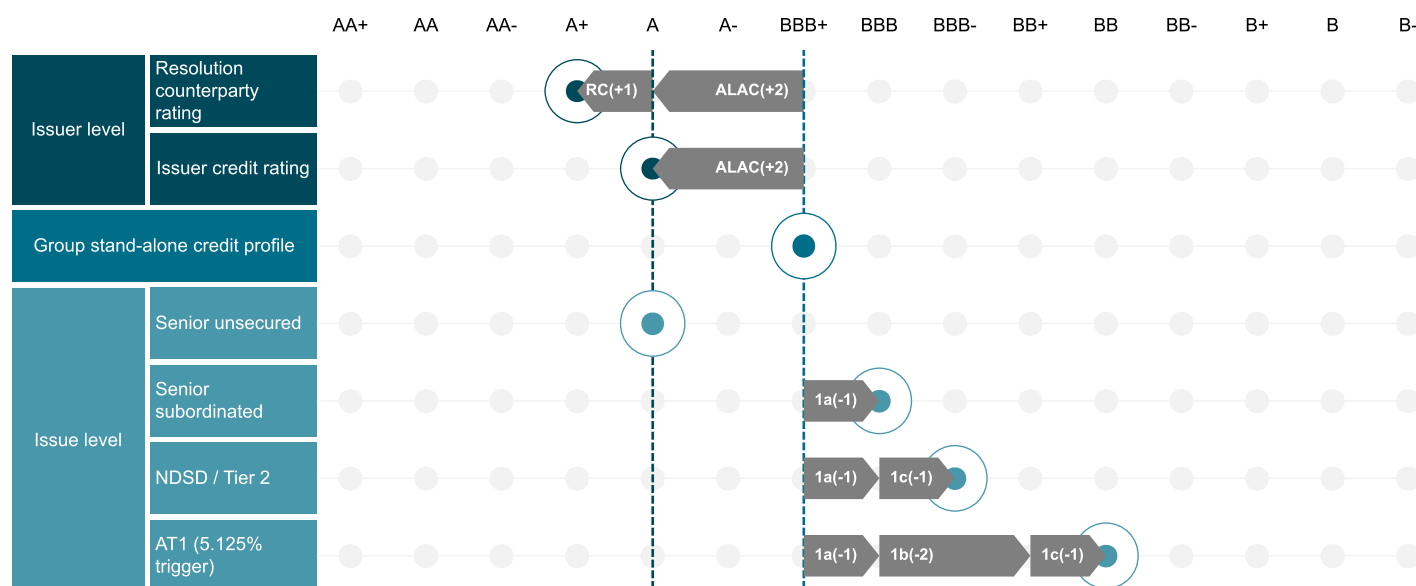 AA+ AA AA- A+ A A- BBB+ BBB BBB- BB+ BB BB- B+ B B-
Issuer level
Resolution
counterparty
rating
RC(+1) ALAC(+2)
Issuer credit rating
ALAC(+2)
Group stand-alone credit profile
Issue level
Senior unsecured
Senior
subordinated
1a(-1)
NDSD / Tier 2
1a(-1) 1c(-1)
AT1 (5.125%
trigger)
1a(-1) 1b(-2) 1c(-1)